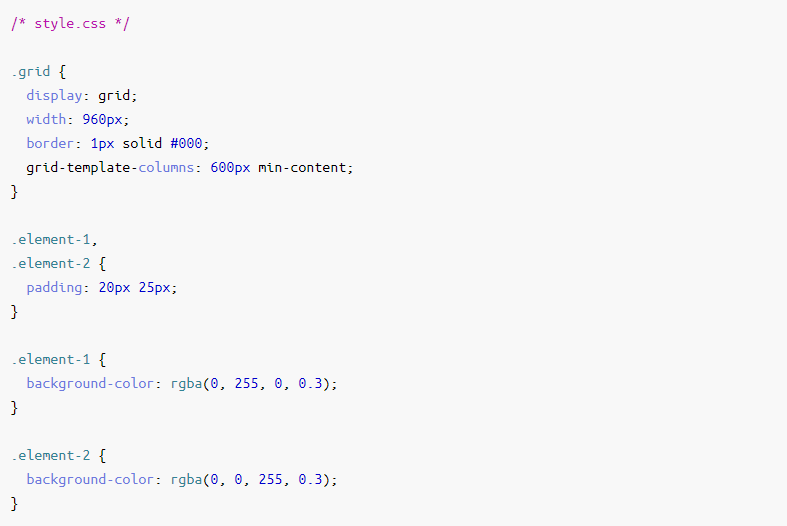 /* style.css */
.grid {
display: grid;
width: 960px;
border: 1px solid #000;
grid-template-columns: 600px min-content;
}
.element-1,
.element-2 {
padding: 20px 25px;
}
.element-1 {
background-color: rgba(0, 255, 0, 0.3);
}
.element-2 {
background-color: rgba(0, 0, 255, 0.3);
}